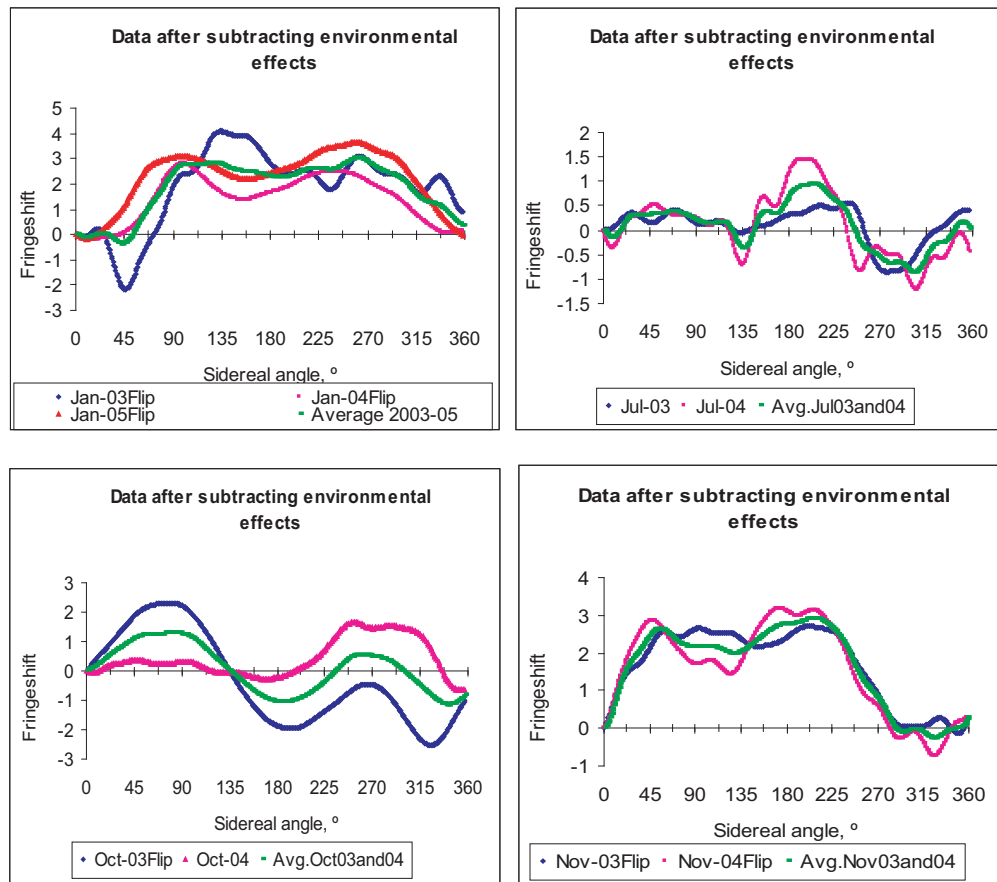 Data after subtracting environmental
effects
Fringeshift
5
4
3
2
1
0
-1
-2
-3
0 45 90 135 180 225 270 315 360
Sidereal angle, º
Jan-03Flip Jan-04Flip
Jan-05Flip Average 2003-05
Data after subtracting environmental
effects
Fringeshift
2
1.5
1
0.5
0
-0.5
-1
-1.5
0 45 90 135 180 225 270 315 360
Sidereal angle, º
Jul-03 Jul-04 Avg.Jul03and04
Data after subtracting environmental
effects
Fringeshift
3
2
1
0
-1
-2
-3
0 45 90 135 180 225 270 315 360
Sidereal angle, º
Oct-03Flip Oct-04 Avg.Oct03and04
Data after subtracting environmental
effects
Fringeshift
4
3
2
1
0
-1
0 45 90 135 180 225 270 315 360
Sidereal angle, º
Nov-03Flip Nov-04Flip Avg.Nov03and04